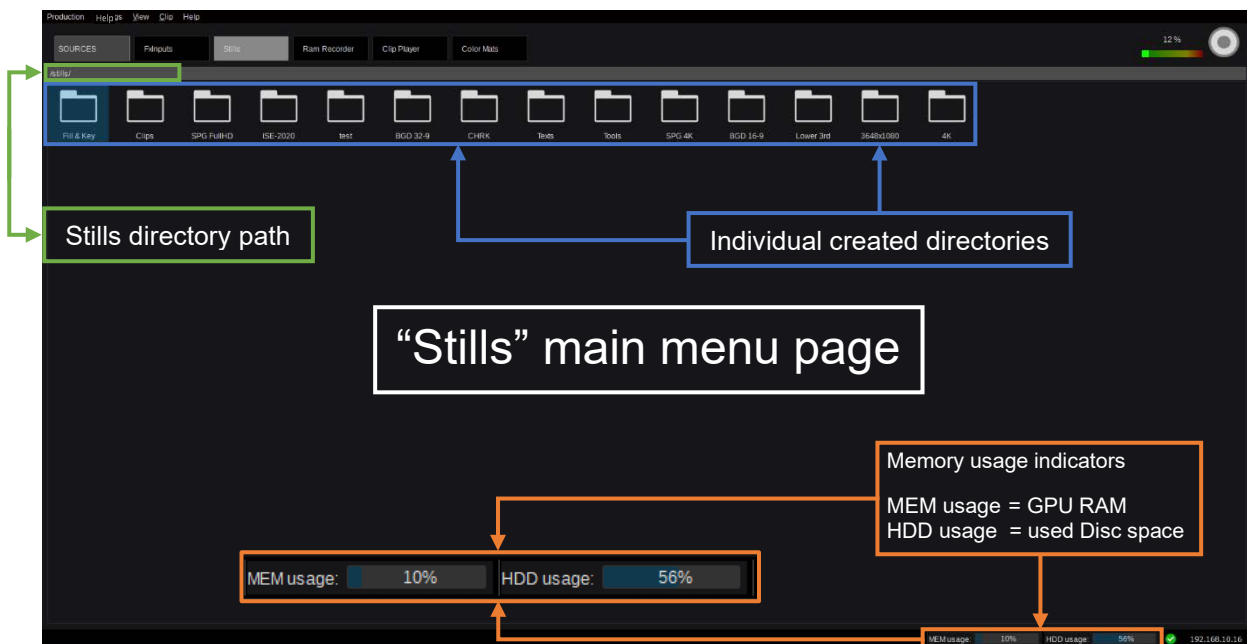 Production Helpgs View Clip Help
12 %
SOURCES FxInputs Stills Ram Recorder Clip Player Color Mats
/stills/
Fill & Key Clips SPG FullHD ISE-2020 test BGD 32-9 CHRK Texts Tools SPG 4K BGD 16-9 Lower 3rd 3648x1080 4K
Stills directory path
Individual created directories
“Stills” main menu page
Memory usage indicators
MEM usage = GPU RAM
HDD usage = used Disc space
MEM usage: 10% HDD usage: 56%
MEM usage: 10% HDD usage: 56% 192.168.10.16